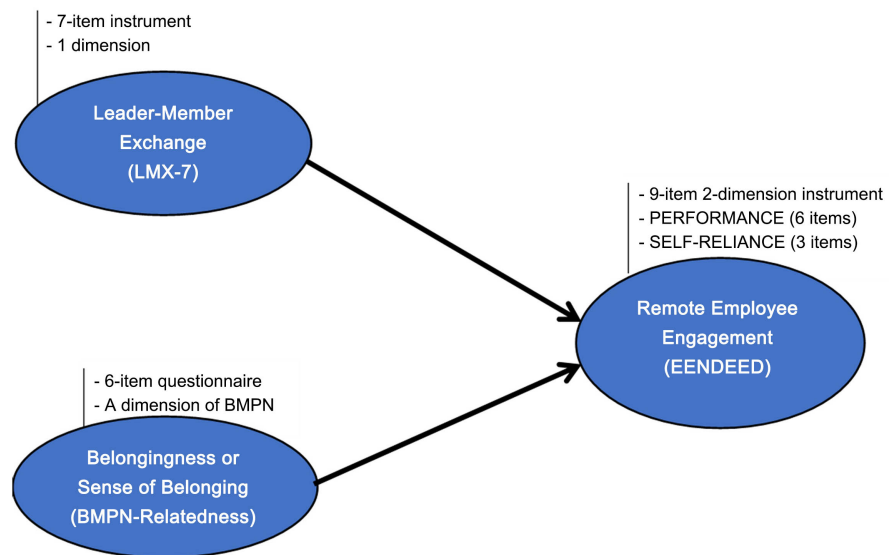 - 7-item instrument
- 1 dimension
Leader-Member
Exchange
(LMX-7)
- 9-item 2-dimension instrument
- PERFORMANCE (6 items)
- SELF-RELIANCE (3 items)
Remote Employee
Engagement
(EENDEED)
- 6-item questionnaire
- A dimension of BMPN
Belongingness or
Sense of Belonging
(BMPN-Relatedness)